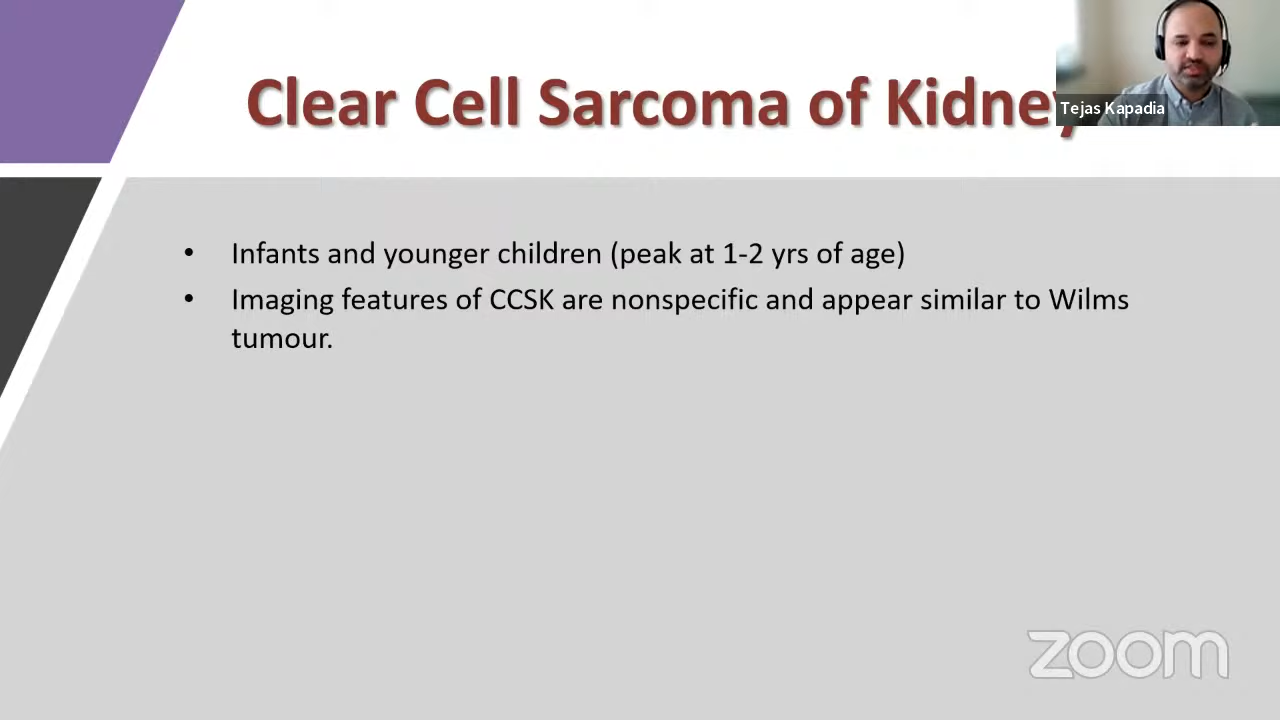 Clear Cell Sarcoma of Kidney
Tejas Kapadia
• Infants and younger children (peak at 1-2 yrs of age)
• Imaging features of CCSK are nonspecific and appear similar to Wilms
tumour.
zoom